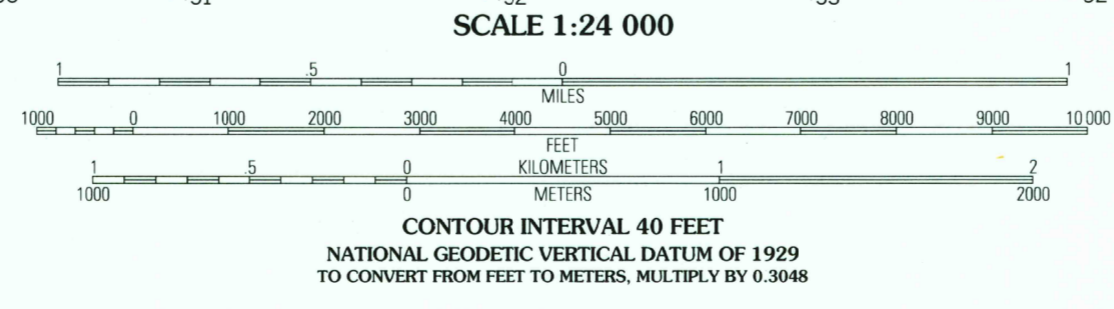 SCALE 1:24 000
1 .5 0 1
MILES
1000 0 1000 2000 3000 4000 5000 6000 7000 8000 9000 10 000
FEET
1 .5 0 KILOMETERS 1 2
1000 0 METERS 1000 2000
CONTOUR INTERVAL 40 FEET
NATIONAL GEODETIC VERTICAL DATUM OF 1929
TO CONVERT FROM FEET TO METERS, MULTIPLY BY 0.3048